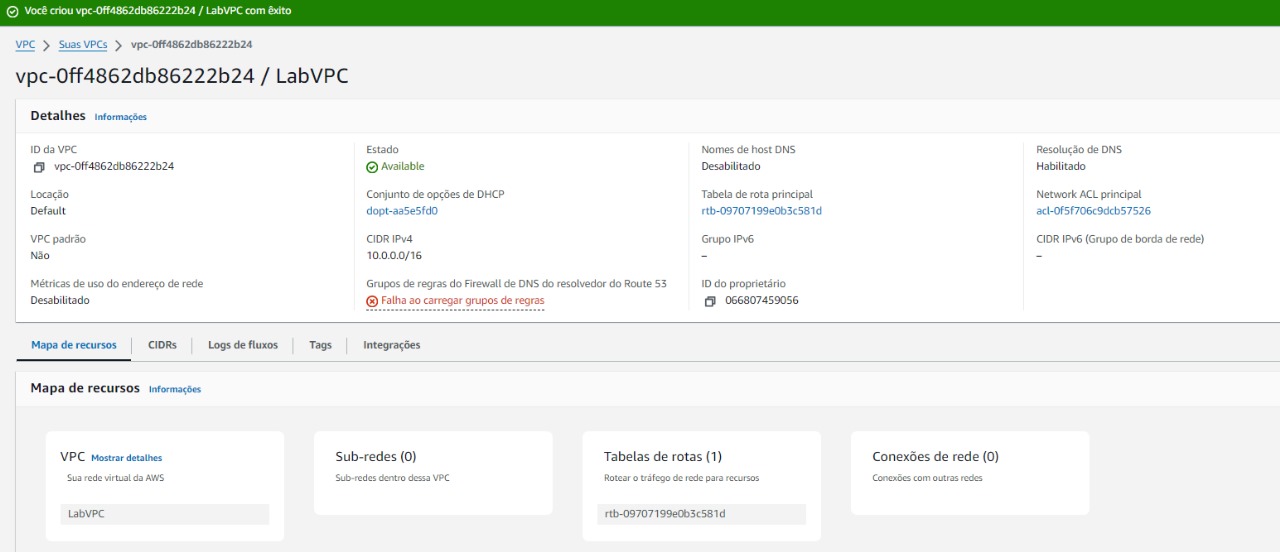 Você criou vpc-0ff4862db86222b24 / LabVPC com êxito
VPC > Suas VPCs > vpc-0ff4862db86222b24
vpc-0ff4862db86222b24 / LabVPC
Detalhes Informações
ID da VPC
vpc-0ff4862db86222b24
Estado
Available
Nomes de host DNS
Desabilitado
Resolução de DNS
Habilitado
Locação
Default
Conjunto de opções de DHCP
dopt-aa5e5fd0
Tabela de rota principal
rtb-09707199e0b3c581d
Network ACL principal
acl-0f5f706c9dcb57526
VPC padrão
Não
CIDR IPv4
10.0.0.0/16
Grupo IPv6
–
CIDR IPv6 (Grupo de borda de rede)
–
Métricas de uso do endereço de rede
Desabilitado
Grupos de regras do Firewall de DNS do resolvedor do Route 53
Falha ao carregar grupos de regras
ID do proprietário
066807459056
Mapa de recursos CIDRs Logs de fluxos Tags Integrações
Mapa de recursos Informações
VPC Mostrar detalhes
Sua rede virtual da AWS
LabVPC
Sub-redes (0)
Sub-redes dentro dessa VPC
Tabelas de rotas (1)
Rotear o tráfego de rede para recursos
rtb-09707199e0b3c581d
Conexões de rede (0)
Conexões com outras redes